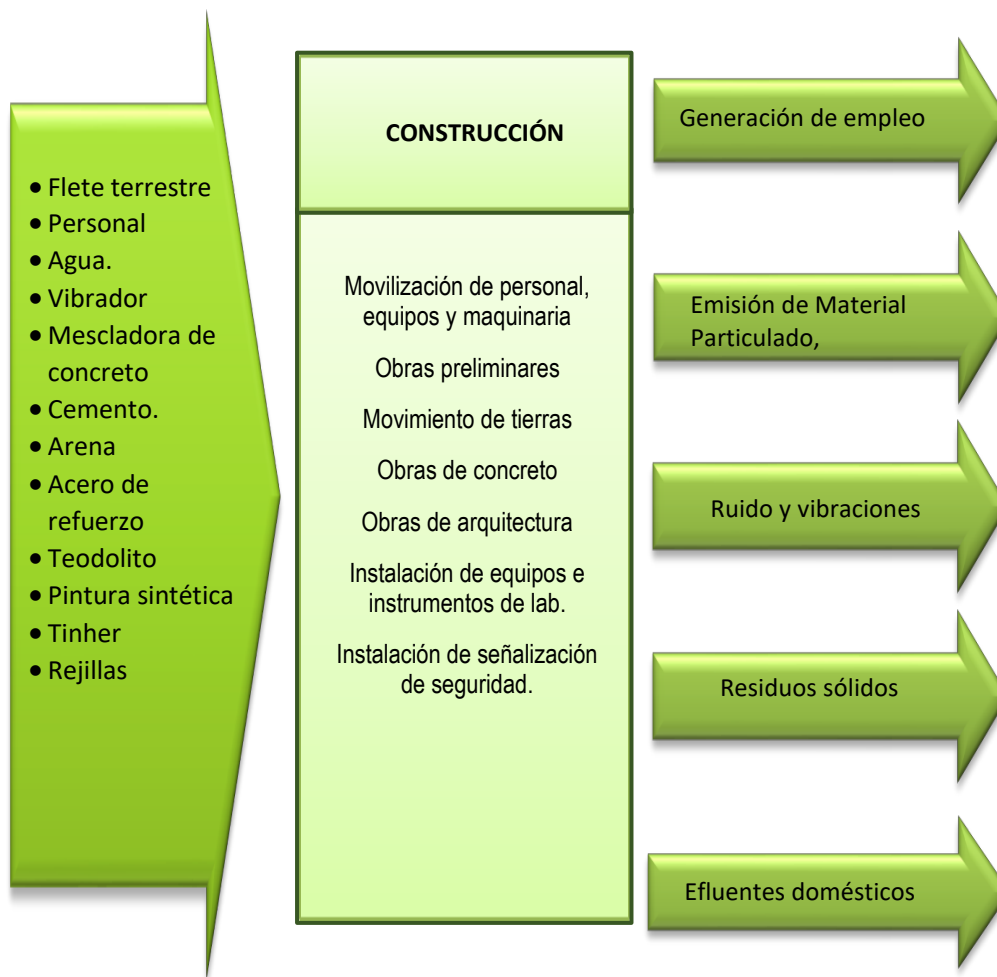 • Flete terrestre
• Personal
• Agua.
• Vibrador
• Mescladora de
concreto
• Cemento.
• Arena
• Acero de
refuerzo
• Teodolito
• Pintura sintética
• Tinher
• Rejillas
CONSTRUCCIÓN
Movilización de personal,
equipos y maquinaria
Obras preliminares
Movimiento de tierras
Obras de concreto
Obras de arquitectura
Instalación de equipos e
instrumentos de lab.
Instalación de señalización
de seguridad.
Generación de empleo
Emisión de Material
Particulado,
Ruido y vibraciones
Residuos sólidos
Efluentes domésticos